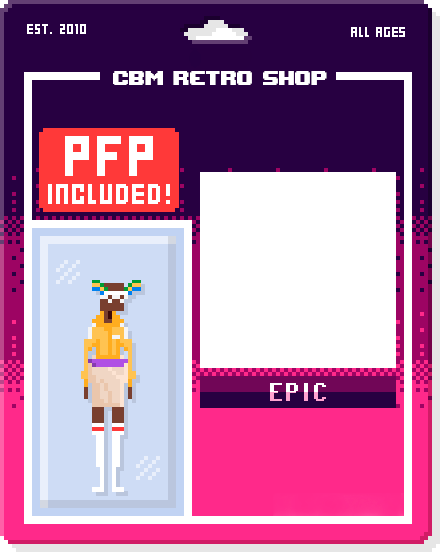 EST. 2010
ALL AGES
CBM RETRO SHOP
PFP
INCLUDED!
EPIC